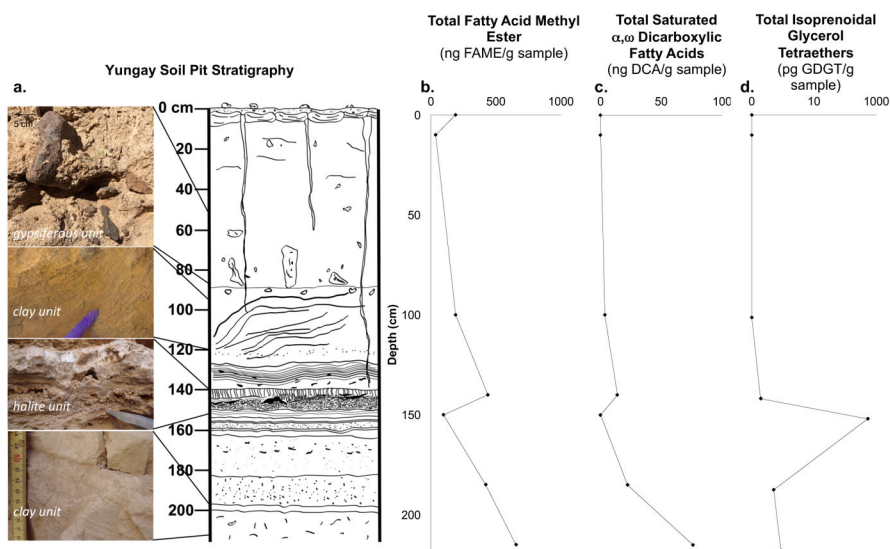 Yungay Soil Pit Stratigraphy
a.
0 cm
20
40
60
80
100
120
140
160
180
200
5 cm
gypsiferous unit
clay unit
halite unit
clay unit
Total Fatty Acid Methyl
Ester
(ng FAME/g sample)
b.
0 500 1000
Depth (cm)
0
50
100
150
200
Total Saturated
α,ω Dicarboxylic
Fatty Acids
(ng DCA/g sample)
c.
0 50 100
Total Isoprenoidal
Glycerol
Tetraethers
(pg GDGT/g
sample)
d.
0 10 1000